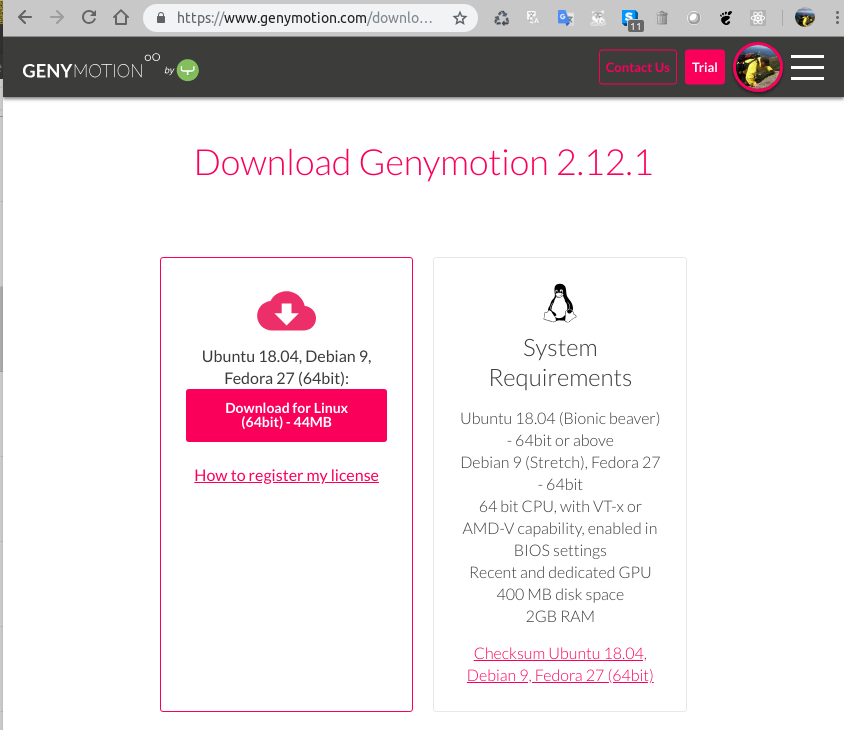 https://www.genymotion.com/downlo...
11
GENYMOTION by
Contact Us
Trial
Download Genymotion 2.12.1
Ubuntu 18.04, Debian 9,
Fedora 27 (64bit):
Download for Linux
(64bit) - 44MB
How to register my license
System
Requirements
Ubuntu 18.04 (Bionic beaver)
- 64bit or above
Debian 9 (Stretch), Fedora 27
- 64bit
64 bit CPU, with VT-x or
AMD-V capability, enabled in
BIOS settings
Recent and dedicated GPU
400 MB disk space
2GB RAM
Checksum Ubuntu 18.04,
Debian 9, Fedora 27 (64bit)